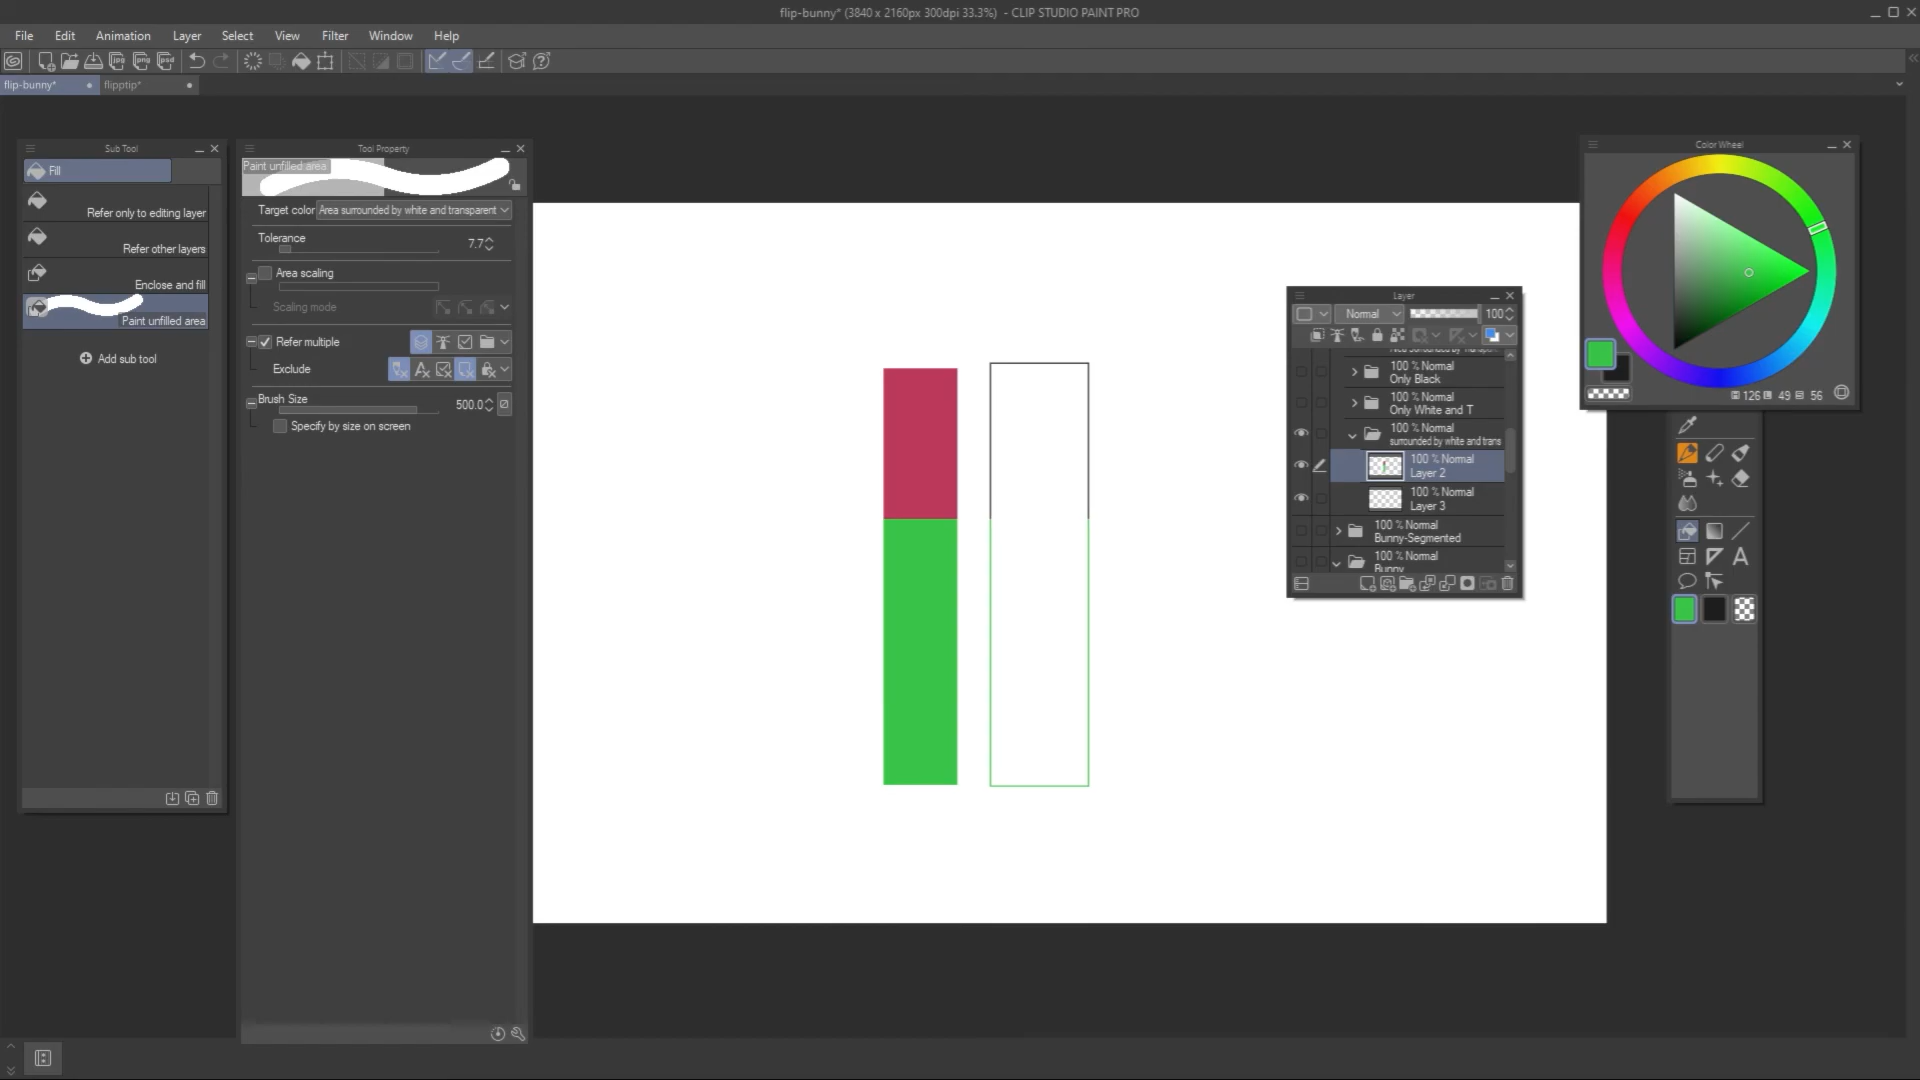 flip-bunny* (3840 x 2160px 300dpi 33.3%) - CLIP STUDIO PAINT PRO
File Edit Animation Layer Select View Filter Window Help
jpg png psd
flip-bunny* flipptip*
Sub Tool
Fill
Refer only to editing layer
Refer other layers
Enclose and fill
Paint unfilled area
Add sub tool
Tool Property
Paint unfilled area
Target color Area surrounded by white and transparent
Tolerance 7.7
Area scaling
Scaling mode
Refer multiple
Exclude
Brush Size 500.0
Specify by size on screen
Layer
Normal 100
100 % Normal
Only Black
100 % Normal
Only White and T
100 % Normal
surrounded by white and trans
100 % Normal
Layer 2
100 % Normal
Layer 3
100 % Normal
Bunny-Segmented
100 % Normal
Bunny
Color Wheel
H 126 L 49 S 56
A